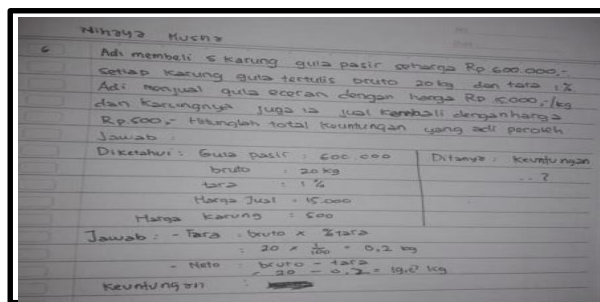 Nihaya Husna
6 Adi membeli 5 karung gula pasir seharga Rp 600.000,-
Setiap karung gula tertulis bruto 20 kg dan tara 1%
Adi menjual gula eceran dengan harga Rp 15.000,-/kg
dan karungnya juga ia jual kembali dengan harga
Rp.500,- Hitunglah total keuntungan yang adi peroleh
Jawab:
Diketahui : Gula pasir : 600.000 Ditanya : keuntungan
bruto : 20 kg ..?
tara : 1 %
Harga Jual : 15.000
Harga karung : 500
Jawab : - Tara : bruto x %tara
: 20 x 1/100 = 0,2 kg
- Neto : bruto - tara
= 20 - 0,2 = 19,8 kg
Keuntungan :